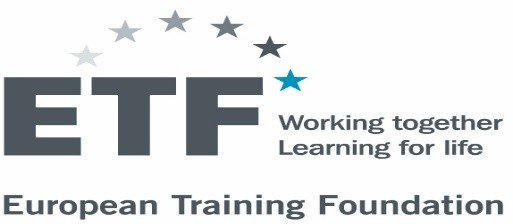 ETF
Working together
Learning for life
European Training Foundation